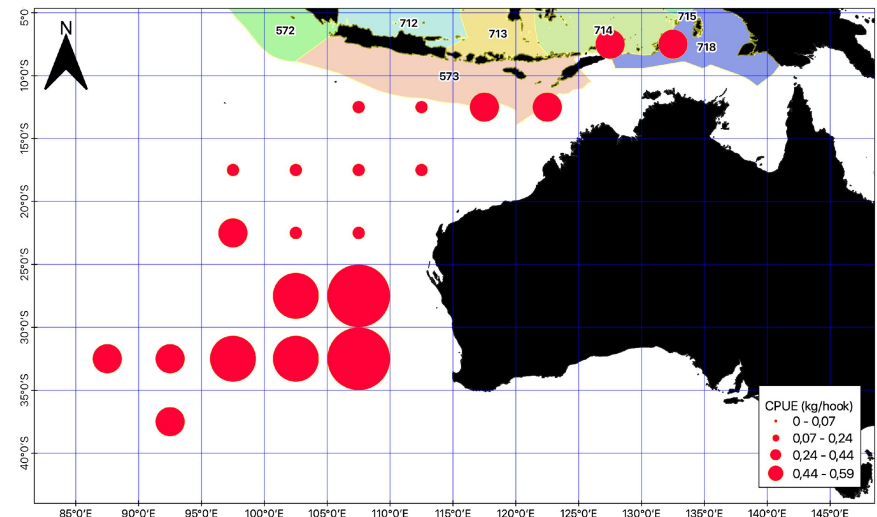 5°0
715
572
712
713
714
718
N
573
10°0'S
15°0'S
20°0'S
25°0'S
30°0'S
35°0'S
40°0'S
CPUE (kg/hook)
0 - 0,07
0,07 - 0,24
0,24 - 0,44
0,44 - 0,59
85°0'E 90°0'E 95°0'E 100°0'E 105°0'E 110°0'E 115°0'E 120°0'E 125°0'E 130°0'E 135°0'E 140°0'E 145°0'E